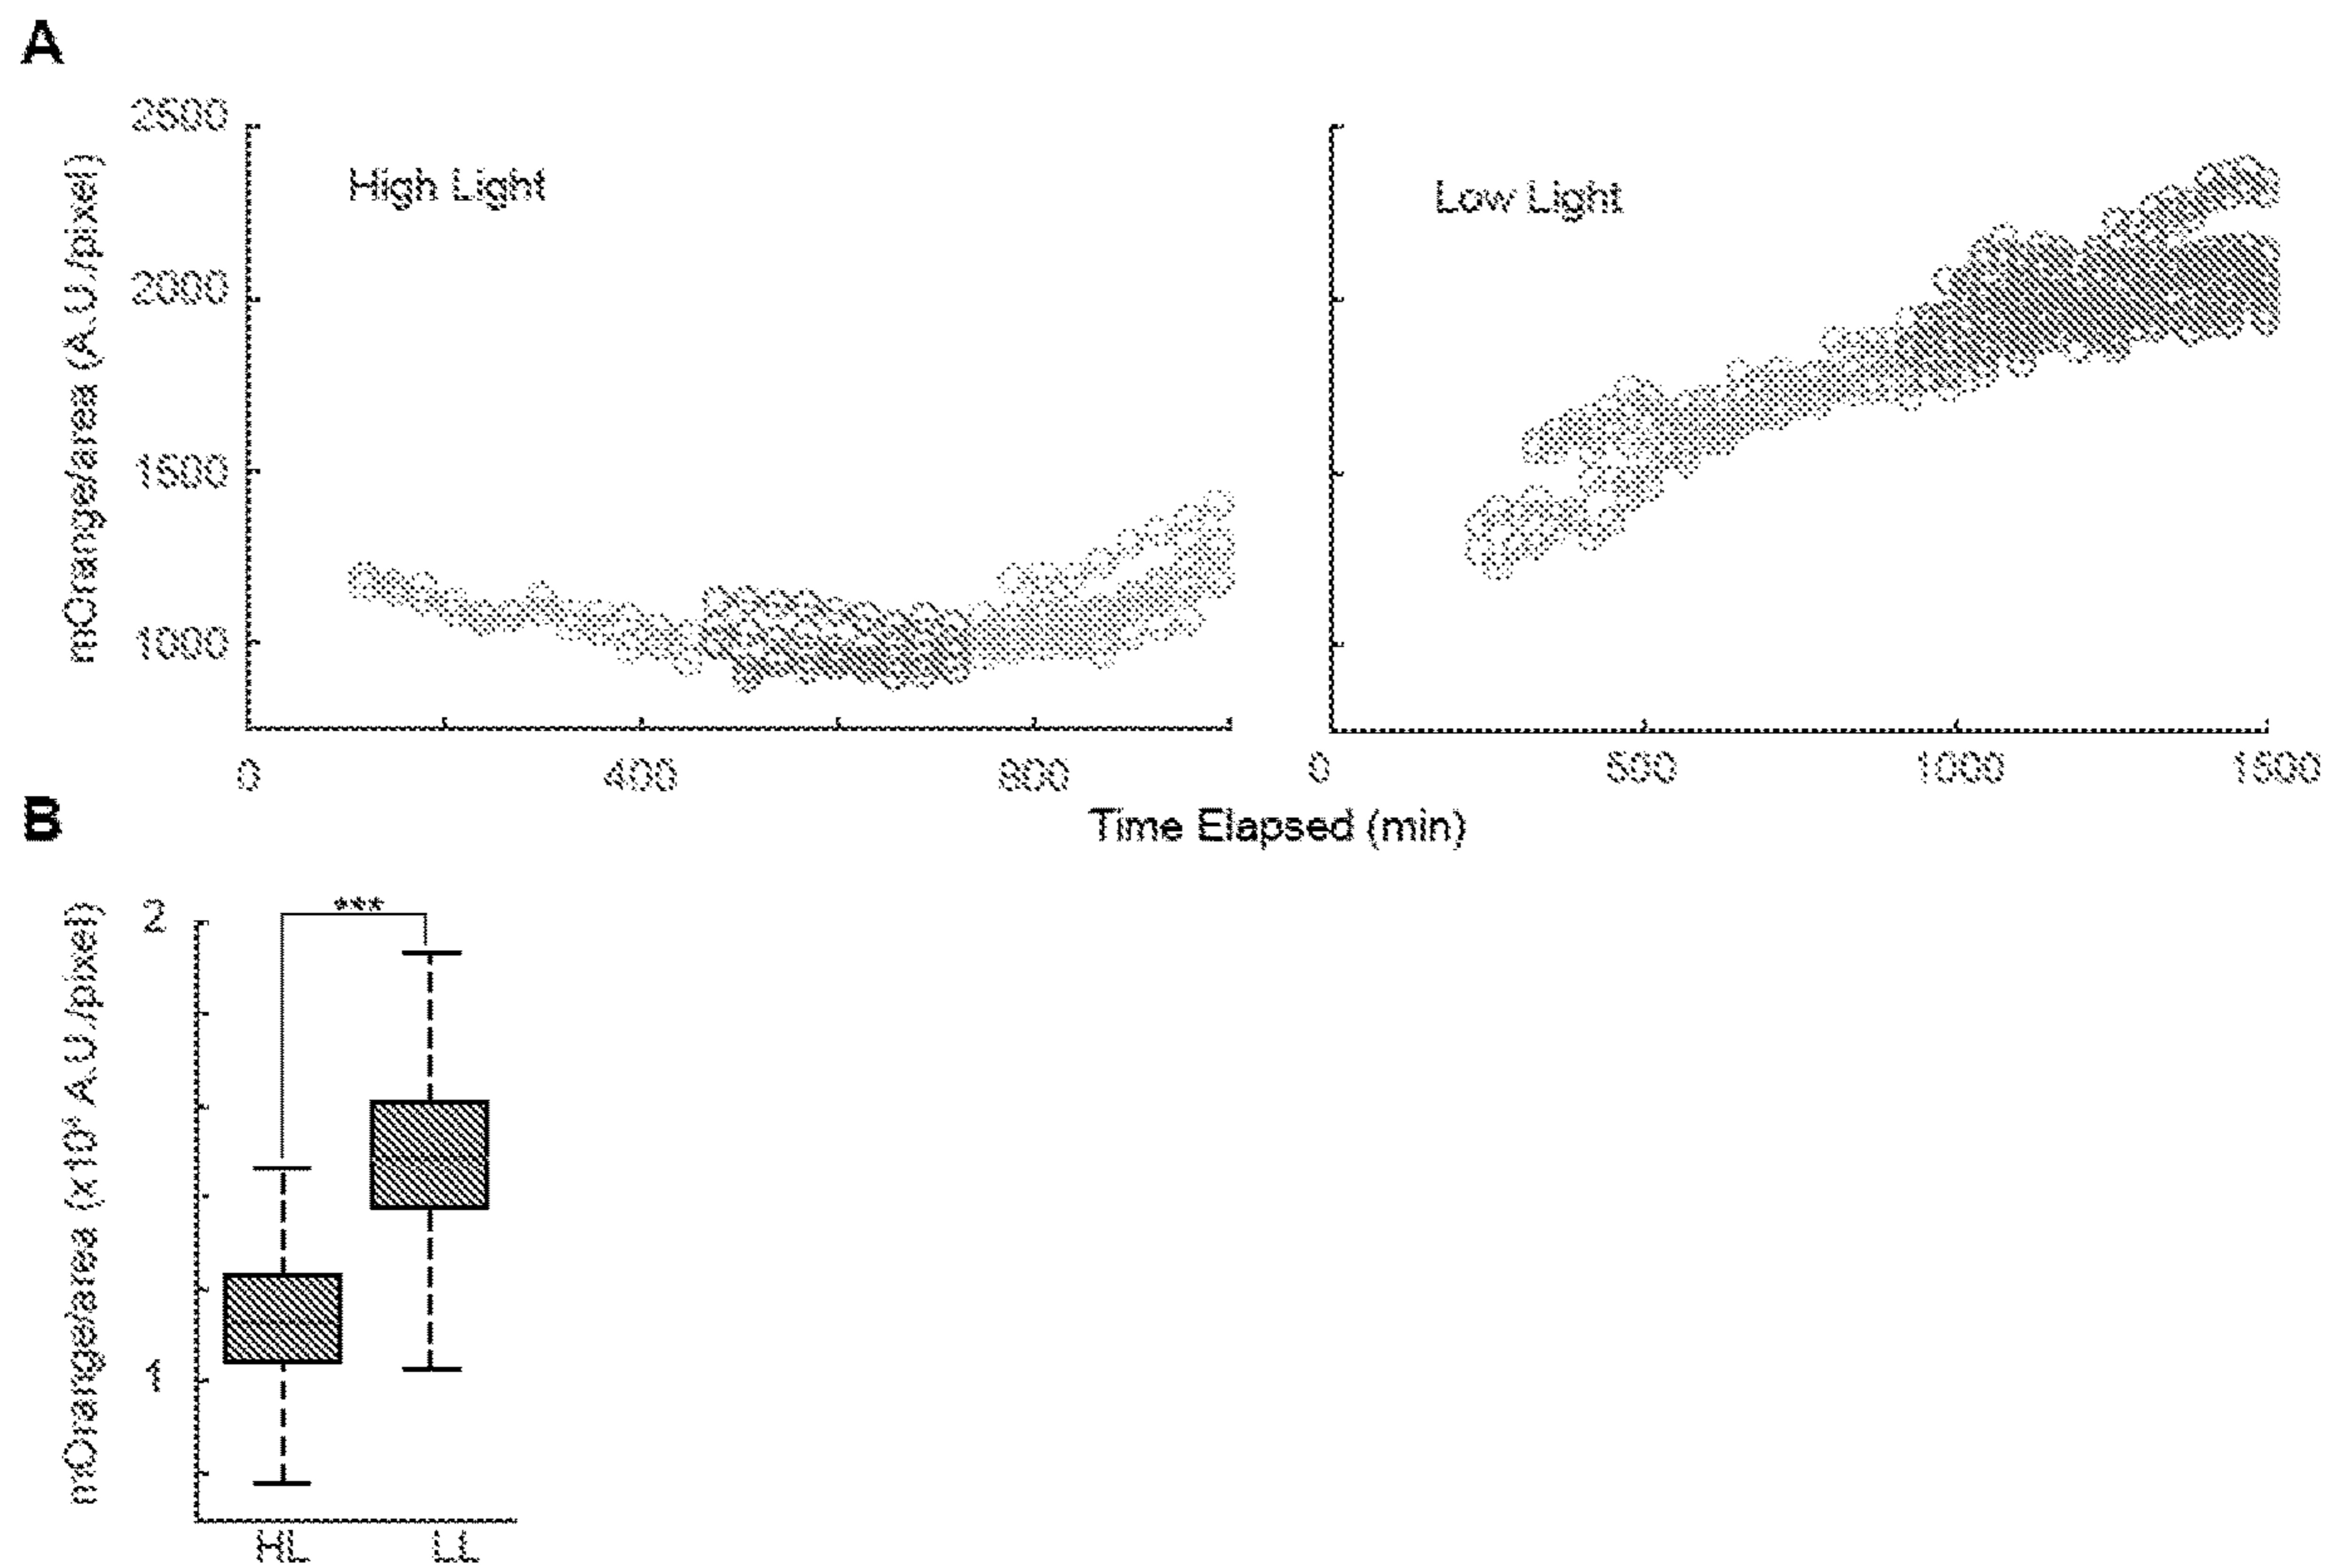 A
mOrange/area (A.U./pixel)
2500
2000
1500
1000
High Light
Low Light
0
400
800
0
500
1000
1500
Time Elapsed (min)
B
mOrange/area (x10⁴ A.U./pixel)
2
1
***
HL
LL